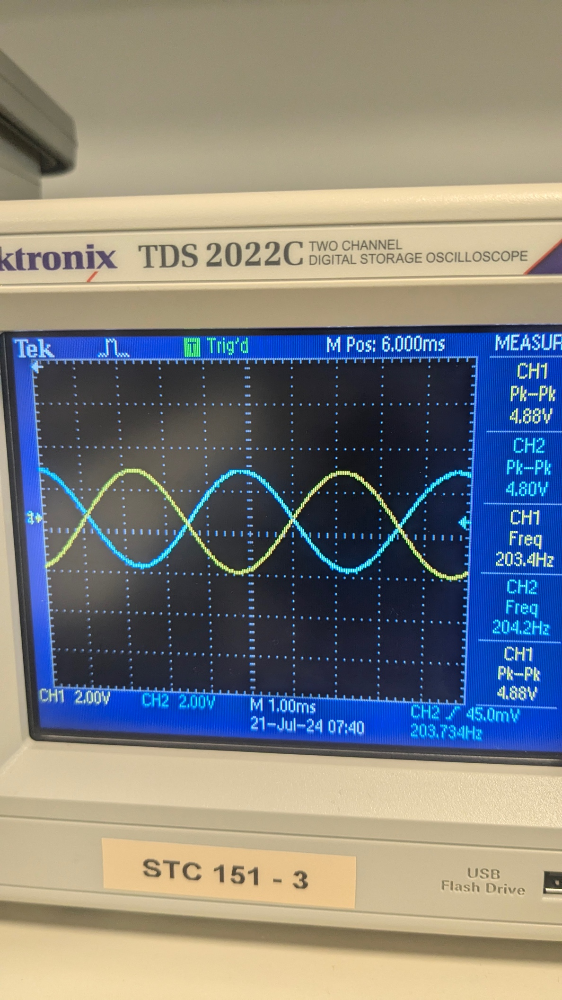 ktronix TDS 2022C TWO CHANNEL
DIGITAL STORAGE OSCILLOSCOPE
Tek T Trig'd M Pos: 6.000ms MEASUR
CH1
Pk-Pk
4.88V
CH2
Pk-Pk
4.80V
CH1
Freq
203.4Hz
CH2
Freq
204.2Hz
CH1
Pk-Pk
4.88V
CH1 2.00V CH2 2.00V M 1.00ms CH2 45.0mV
21-Jul-24 07:40 203.734Hz
STC 151 - 3
USB
Flash Drive